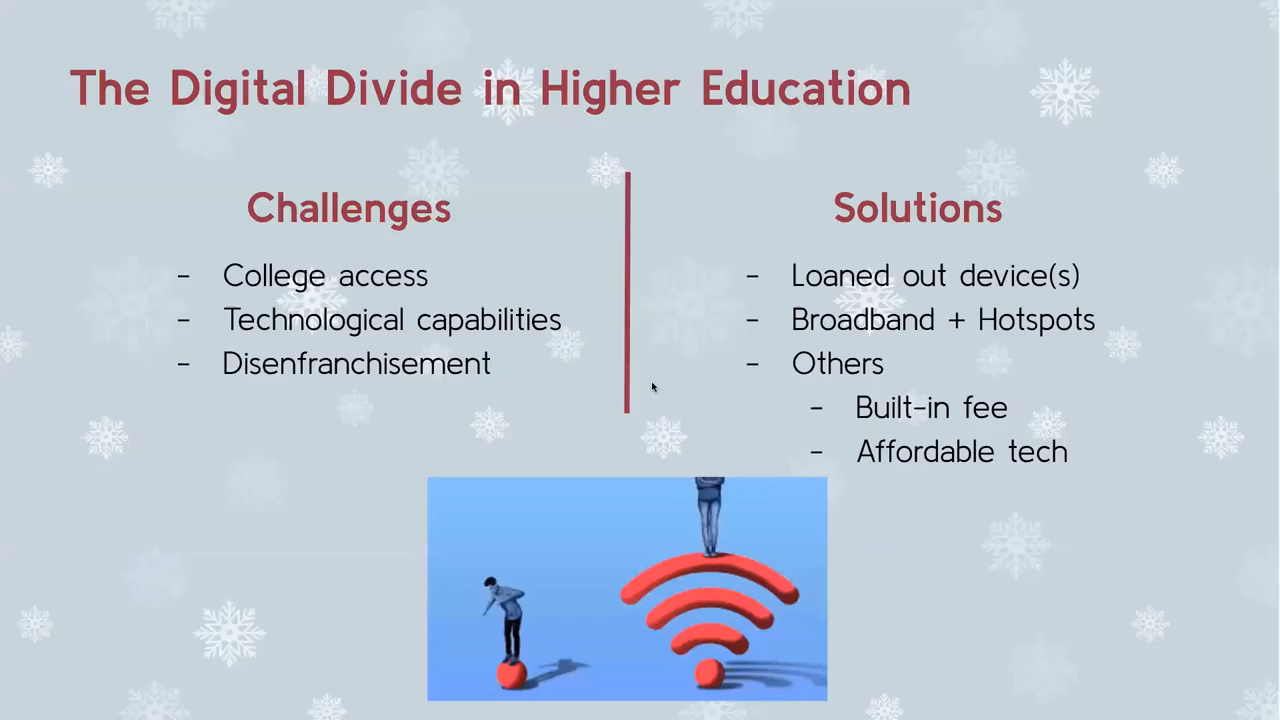 The Digital Divide in Higher Education
Challenges
- College access
- Technological capabilities
- Disenfranchisement
Solutions
- Loaned out device(s)
- Broadband + Hotspots
- Others
- Built-in fee
- Affordable tech